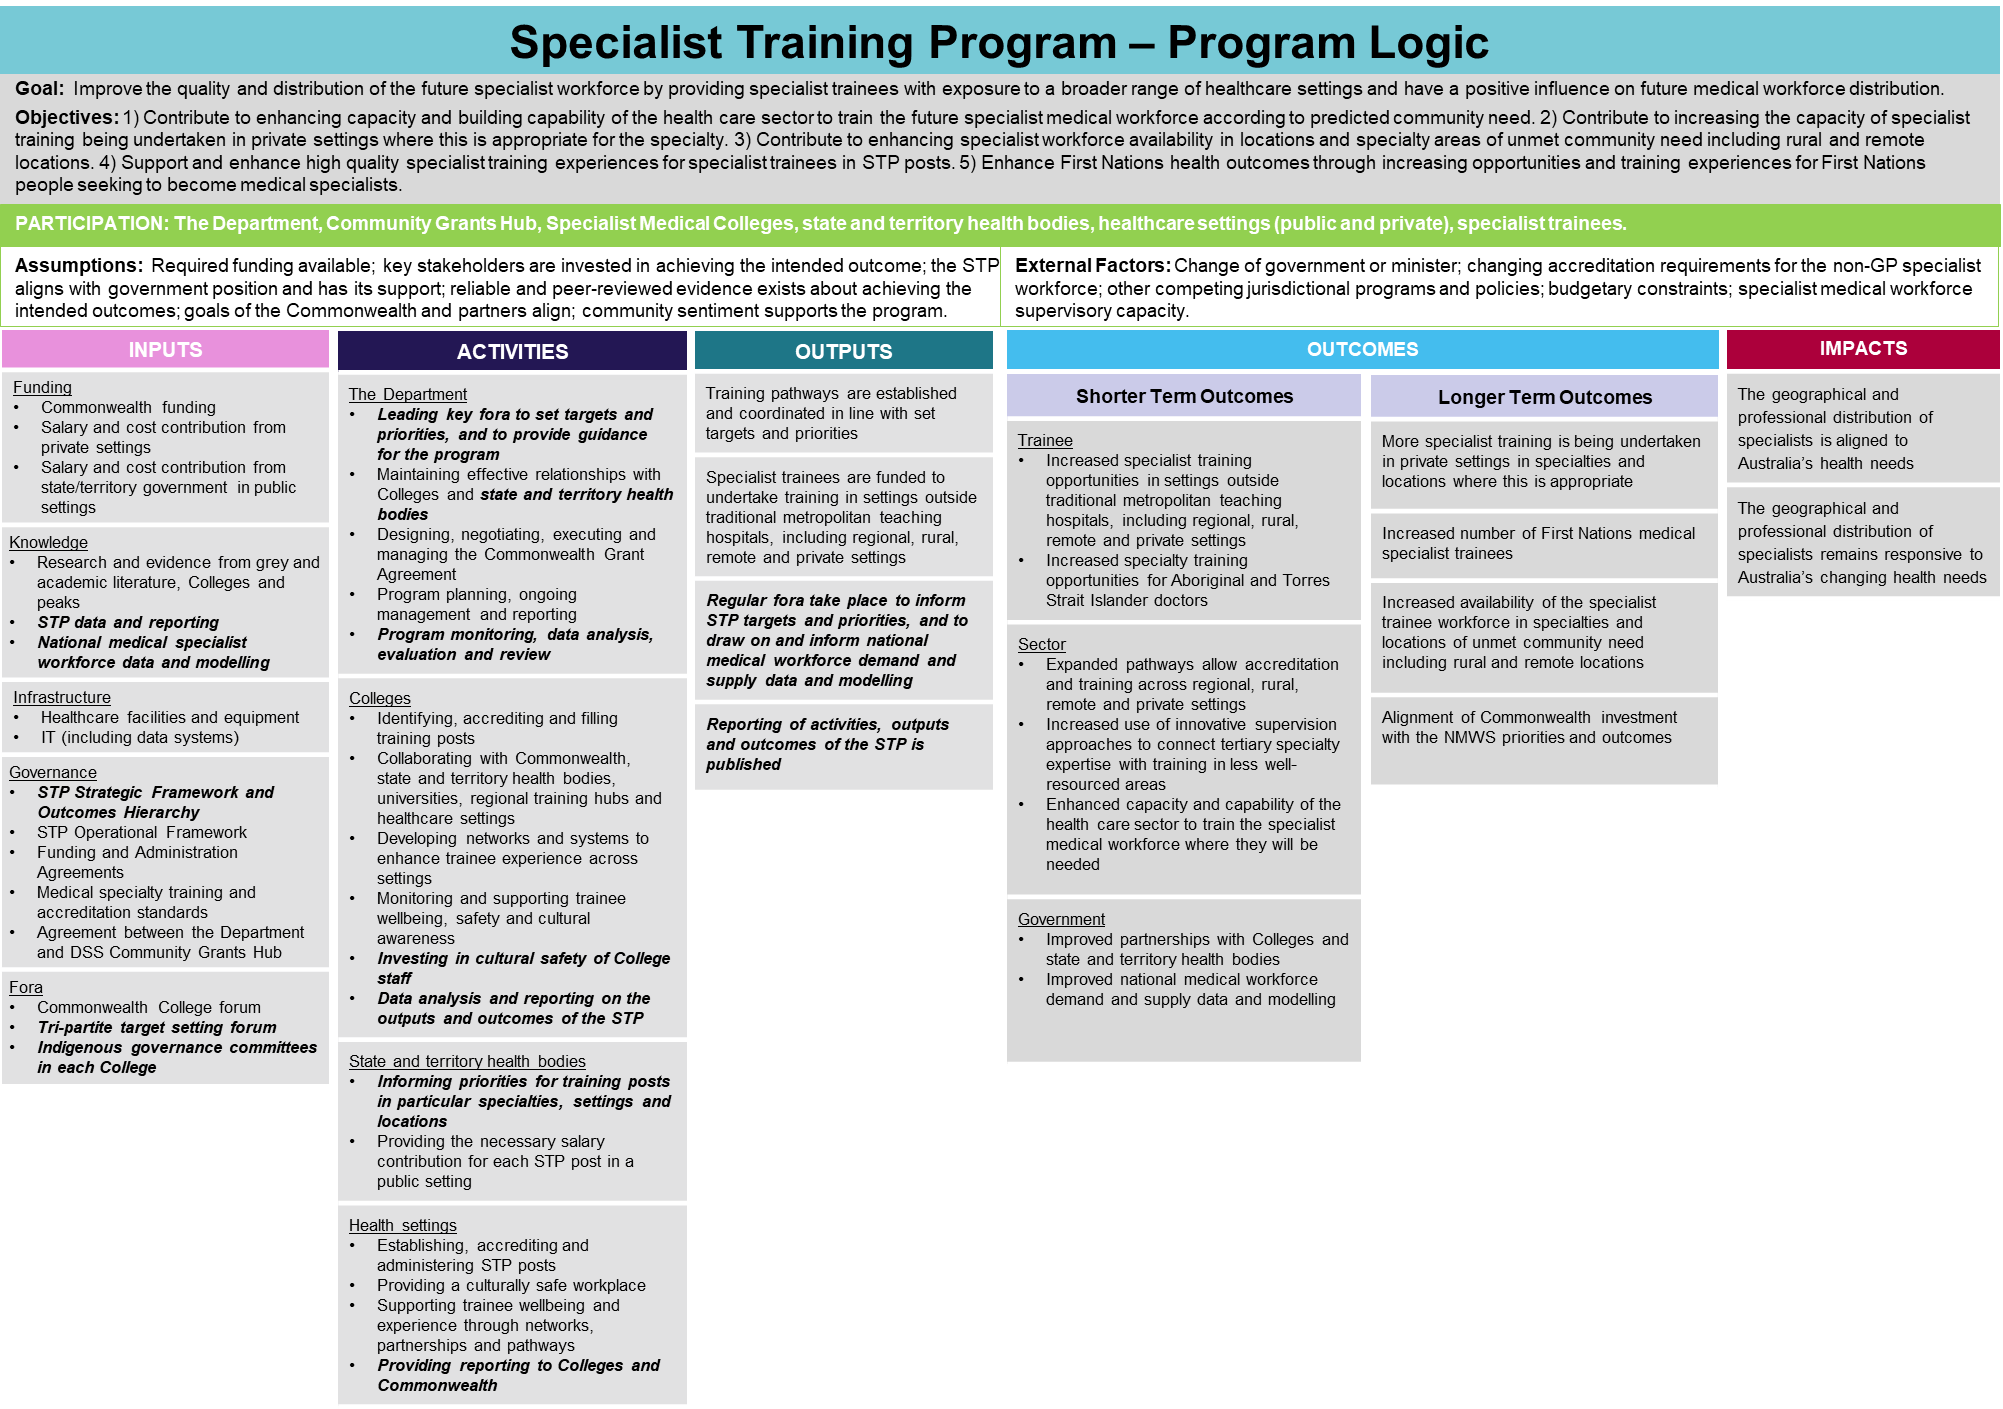 Specialist Training Program – Program Logic
Goal: Improve the quality and distribution of the future specialist workforce by providing specialist trainees with exposure to a broader range of healthcare settings and have a positive influence on future medical workforce distribution.
Objectives: 1) Contribute to enhancing capacity and building capability of the health care sector to train the future specialist medical workforce according to predicted community need. 2) Contribute to increasing the capacity of specialist
training being undertaken in private settings where this is appropriate for the specialty. 3) Contribute to enhancing specialist workforce availability in locations and specialty areas of unmet community need including rural and remote
locations. 4) Support and enhance high quality specialist training experiences for specialist trainees in STP posts. 5) Enhance First Nations health outcomes through increasing opportunities and training experiences for First Nations
people seeking to become medical specialists.
PARTICIPATION: The Department, Community Grants Hub, Specialist Medical Colleges, state and territory health bodies, healthcare settings (public and private), specialist trainees.
Assumptions: Required funding available; key stakeholders are invested in achieving the intended outcome; the STP
aligns with government position and has its support; reliable and peer-reviewed evidence exists about achieving the
intended outcomes; goals of the Commonwealth and partners align; community sentiment supports the program.
External Factors: Change of government or minister; changing accreditation requirements for the non-GP specialist
workforce; other competing jurisdictional programs and policies; budgetary constraints; specialist medical workforce
supervisory capacity.
INPUTS
Funding
• Commonwealth funding
• Salary and cost contribution from
private settings
• Salary and cost contribution from
state/territory government in public
settings
Knowledge
• Research and evidence from grey and
academic literature, Colleges and
peaks
• STP data and reporting
• National medical specialist
workforce data and modelling
Infrastructure
• Healthcare facilities and equipment
• IT (including data systems)
Governance
• STP Strategic Framework and
Outcomes Hierarchy
• STP Operational Framework
• Funding and Administration
Agreements
• Medical specialty training and
accreditation standards
• Agreement between the Department
and DSS Community Grants Hub
Fora
• Commonwealth College forum
• Tri-partite target setting forum
• Indigenous governance committees
in each College
ACTIVITIES
The Department
• Leading key fora to set targets and
priorities, and to provide guidance
for the program
• Maintaining effective relationships with
Colleges and state and territory health
bodies
• Designing, negotiating, executing and
managing the Commonwealth Grant
Agreement
• Program planning, ongoing
management and reporting
• Program monitoring, data analysis,
evaluation and review
Colleges
• Identifying, accrediting and filling
training posts
• Collaborating with Commonwealth,
state and territory health bodies,
universities, regional training hubs and
healthcare settings
• Developing networks and systems to
enhance trainee experience across
settings
• Monitoring and supporting trainee
wellbeing, safety and cultural
awareness
• Investing in cultural safety of College
staff
• Data analysis and reporting on the
outputs and outcomes of the STP
State and territory health bodies
• Informing priorities for training posts
in particular specialties, settings and
locations
• Providing the necessary salary
contribution for each STP post in a
public setting
Health settings
• Establishing, accrediting and
administering STP posts
• Providing a culturally safe workplace
• Supporting trainee wellbeing and
experience through networks,
partnerships and pathways
• Providing reporting to Colleges and
Commonwealth
OUTPUTS
Training pathways are established
and coordinated in line with set
targets and priorities
Specialist trainees are funded to
undertake training in settings outside
traditional metropolitan teaching
hospitals, including regional, rural,
remote and private settings
Regular fora take place to inform
STP targets and priorities, and to
draw on and inform national
medical workforce demand and
supply data and modelling
Reporting of activities, outputs
and outcomes of the STP is
published
OUTCOMES
Shorter Term Outcomes
Trainee
• Increased specialist training
opportunities in settings outside
traditional metropolitan teaching
hospitals, including regional, rural,
remote and private settings
• Increased specialty training
opportunities for Aboriginal and Torres
Strait Islander doctors
Sector
• Expanded pathways allow accreditation
and training across regional, rural,
remote and private settings
• Increased use of innovative supervision
approaches to connect tertiary specialty
expertise with training in less well-
resourced areas
• Enhanced capacity and capability of the
health care sector to train the specialist
medical workforce where they will be
needed
Government
• Improved partnerships with Colleges and
state and territory health bodies
• Improved national medical workforce
demand and supply data and modelling
Longer Term Outcomes
More specialist training is being undertaken
in private settings in specialties and
locations where this is appropriate
Increased number of First Nations medical
specialist trainees
Increased availability of the specialist
trainee workforce in specialties and
locations of unmet community need
including rural and remote locations
Alignment of Commonwealth investment
with the NMWS priorities and outcomes
IMPACTS
The geographical and
professional distribution of
specialists is aligned to
Australia's health needs
The geographical and
professional distribution of
specialists remains responsive to
Australia's changing health needs